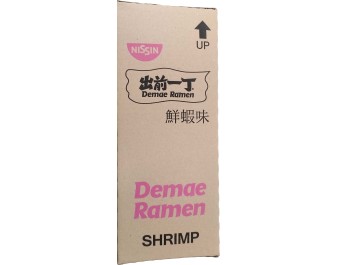 UP
NISSIN
出前一丁
Demae Ramen
鮮蝦味
Demae
Ramen
SHRIMP